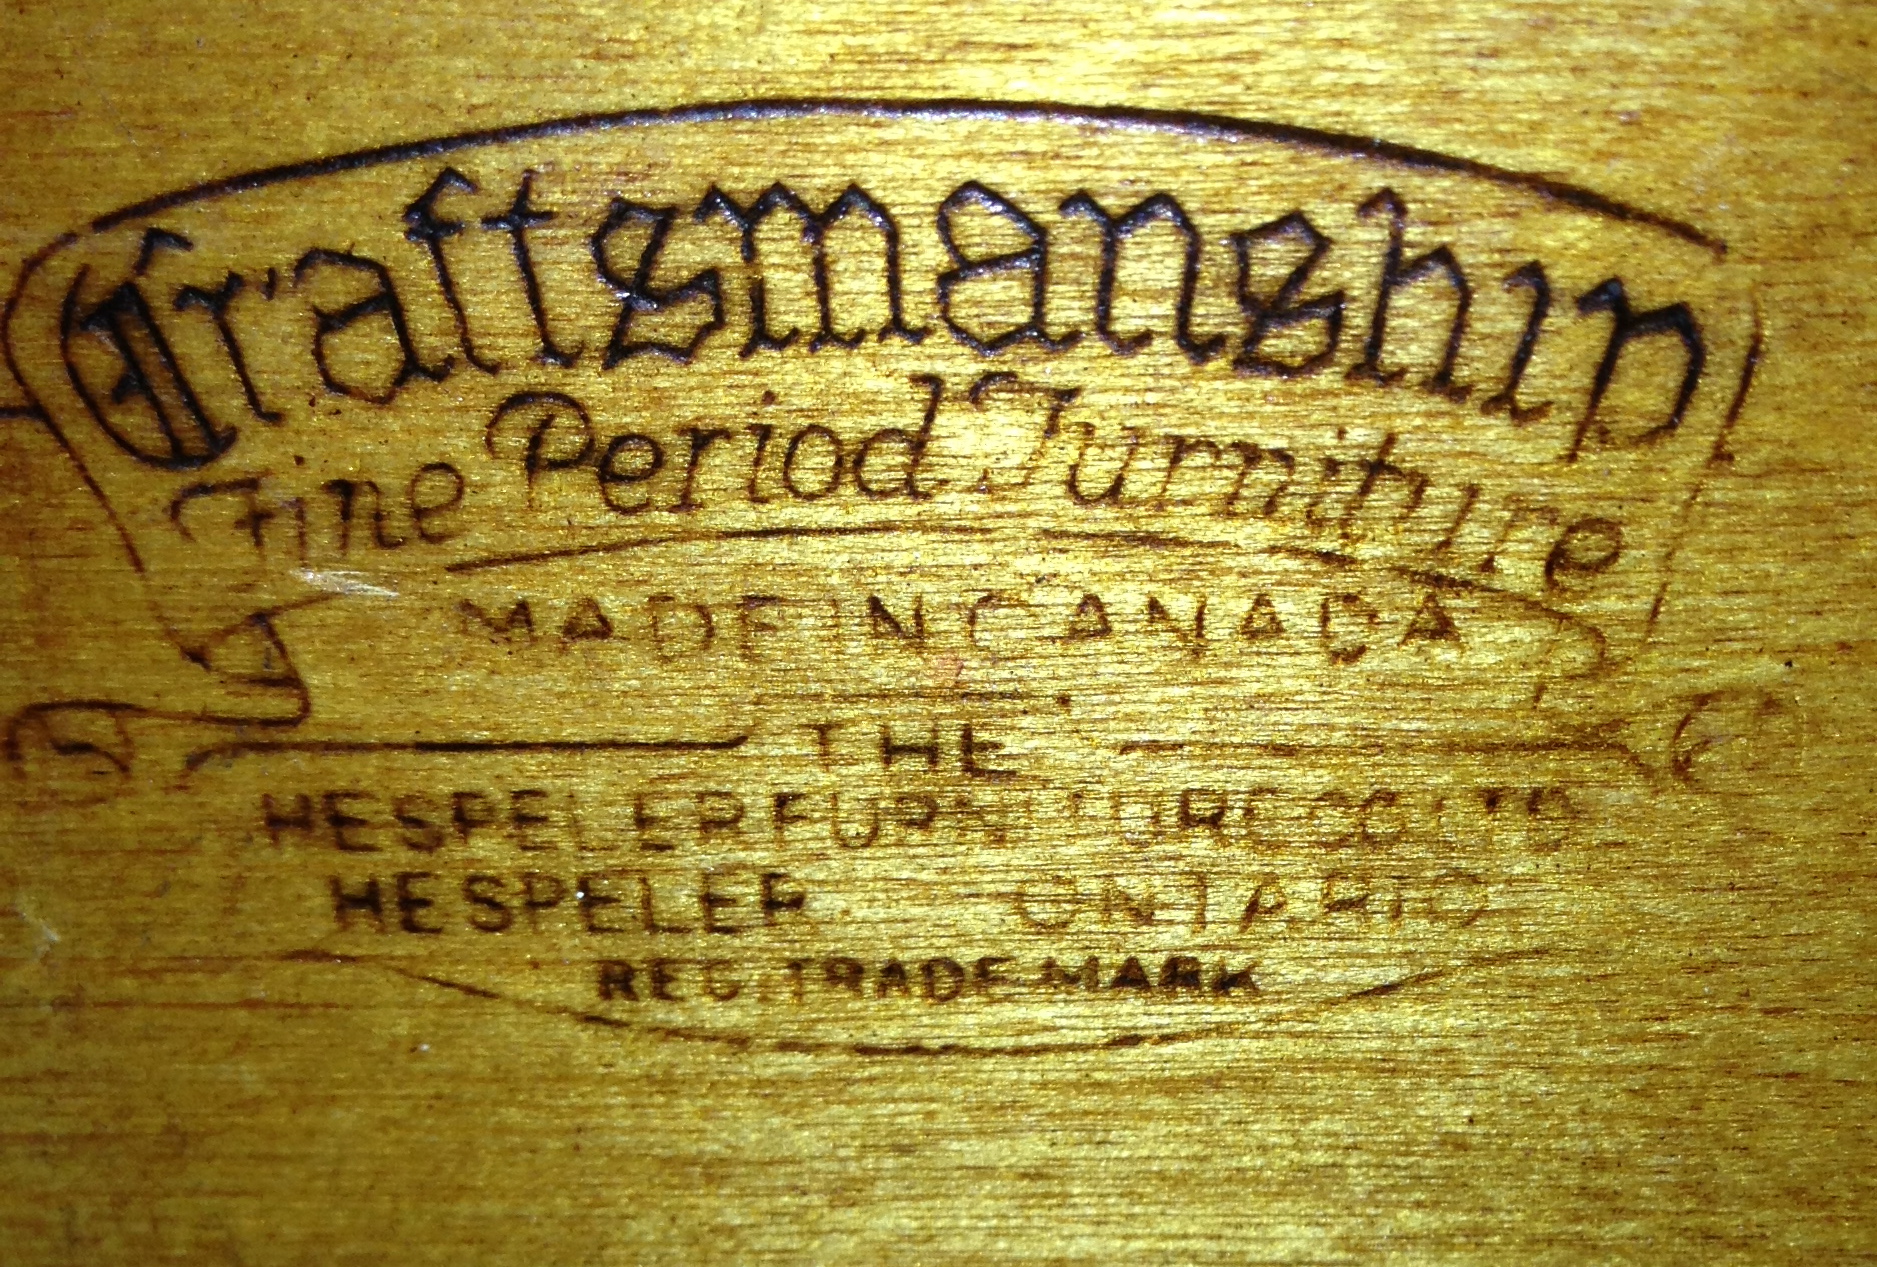 Craftsmanship
Fine Period Furniture
MADE IN CANADA
THE
HESPELER FURNITURE CO LTD
HESPELER ONTARIO
REG. TRADE MARK